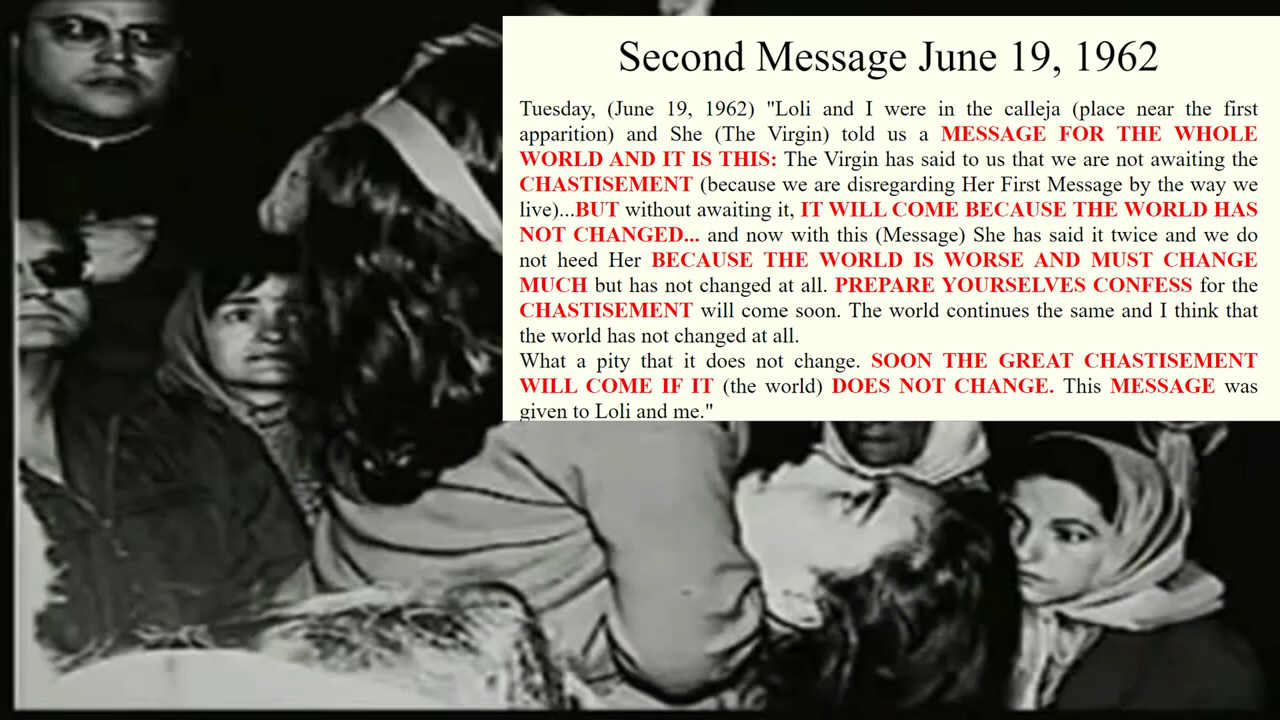 Second Message June 19, 1962
Tuesday, (June 19, 1962) "Loli and I were in the calleja (place near the first
apparition) and She (The Virgin) told us a MESSAGE FOR THE WHOLE
WORLD AND IT IS THIS: The Virgin has said to us that we are not awaiting the
CHASTISEMENT (because we are disregarding Her First Message by the way we
live)...BUT without awaiting it, IT WILL COME BECAUSE THE WORLD HAS
NOT CHANGED... and now with this (Message) She has said it twice and we do
not heed Her BECAUSE THE WORLD IS WORSE AND MUST CHANGE
MUCH but has not changed at all. PREPARE YOURSELVES CONFESS for the
CHASTISEMENT will come soon. The world continues the same and I think that
the world has not changed at all.
What a pity that it does not change. SOON THE GREAT CHASTISEMENT
WILL COME IF IT (the world) DOES NOT CHANGE. This MESSAGE was
given to Loli and me."